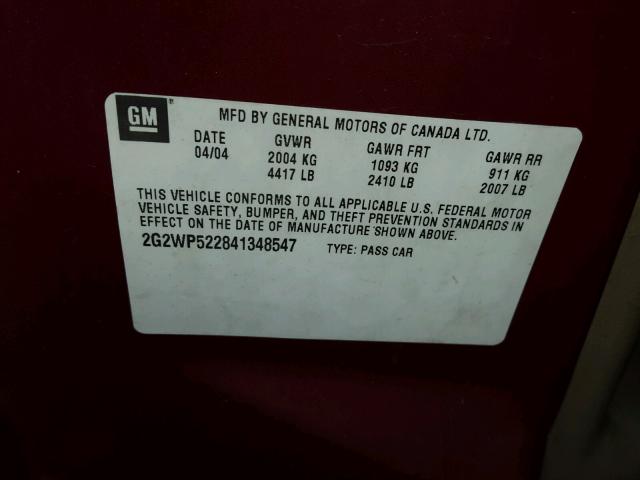 GM
MFD BY GENERAL MOTORS OF CANADA LTD.
DATE GVWR GAWR FRT GAWR RR
04/04 2004 KG 1093 KG 911 KG
4417 LB 2410 LB 2007 LB
THIS VEHICLE CONFORMS TO ALL APPLICABLE U.S. FEDERAL MOTOR
VEHICLE SAFETY, BUMPER, AND THEFT PREVENTION STANDARDS IN
EFFECT ON THE DATE OF MANUFACTURE SHOWN ABOVE.
2G2WP522841348547 TYPE: PASS CAR